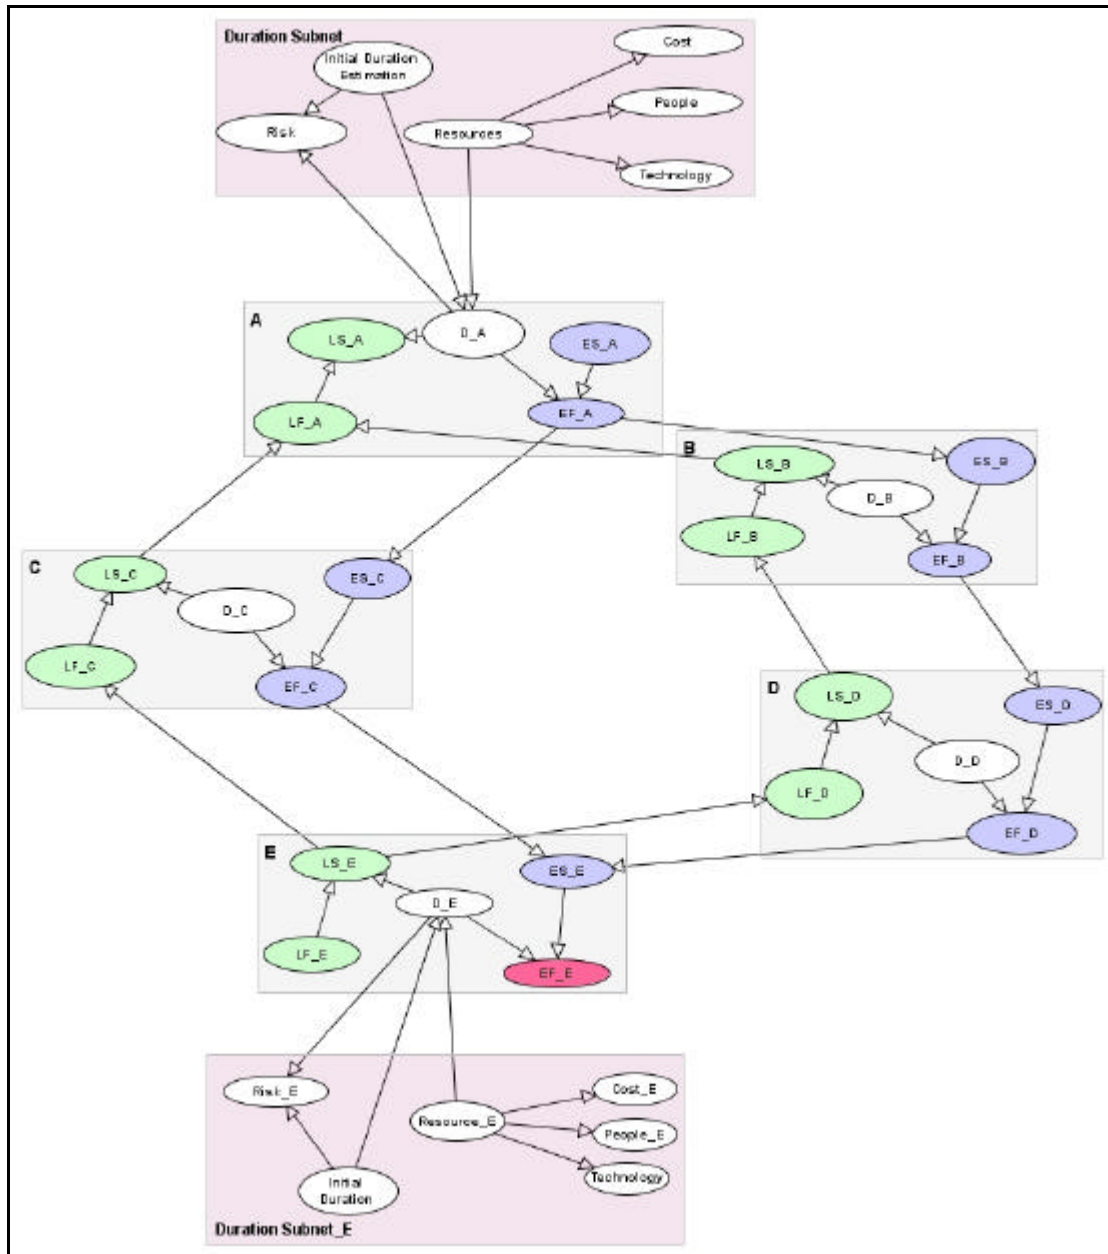 Duration Subnet
Initial Duration
Estimation
Cost
People
Risk
Resources
Technology
A
LS_A
D_A
ES_A
LF_A
EF_A
B
LS_B
ES_B
D_B
LF_B
EF_B
C
LS_C
ES_C
D_C
LF_C
EF_C
D
LS_D
ES_D
D_D
LF_D
EF_D
E
LS_E
ES_E
D_E
LF_E
EF_E
Risk_E
Cost_E
Resource_E
People_E
Technology
Initial
Duration
Duration Subnet_E